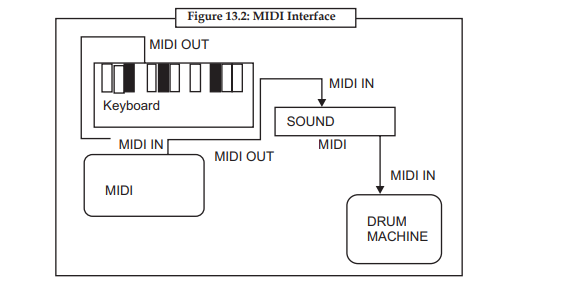 Figure 13.2: MIDI Interface
MIDI OUT
MIDI IN
Keyboard
SOUND
MIDI IN
MIDI OUT
MIDI
MIDI IN
MIDI
DRUM
MACHINE